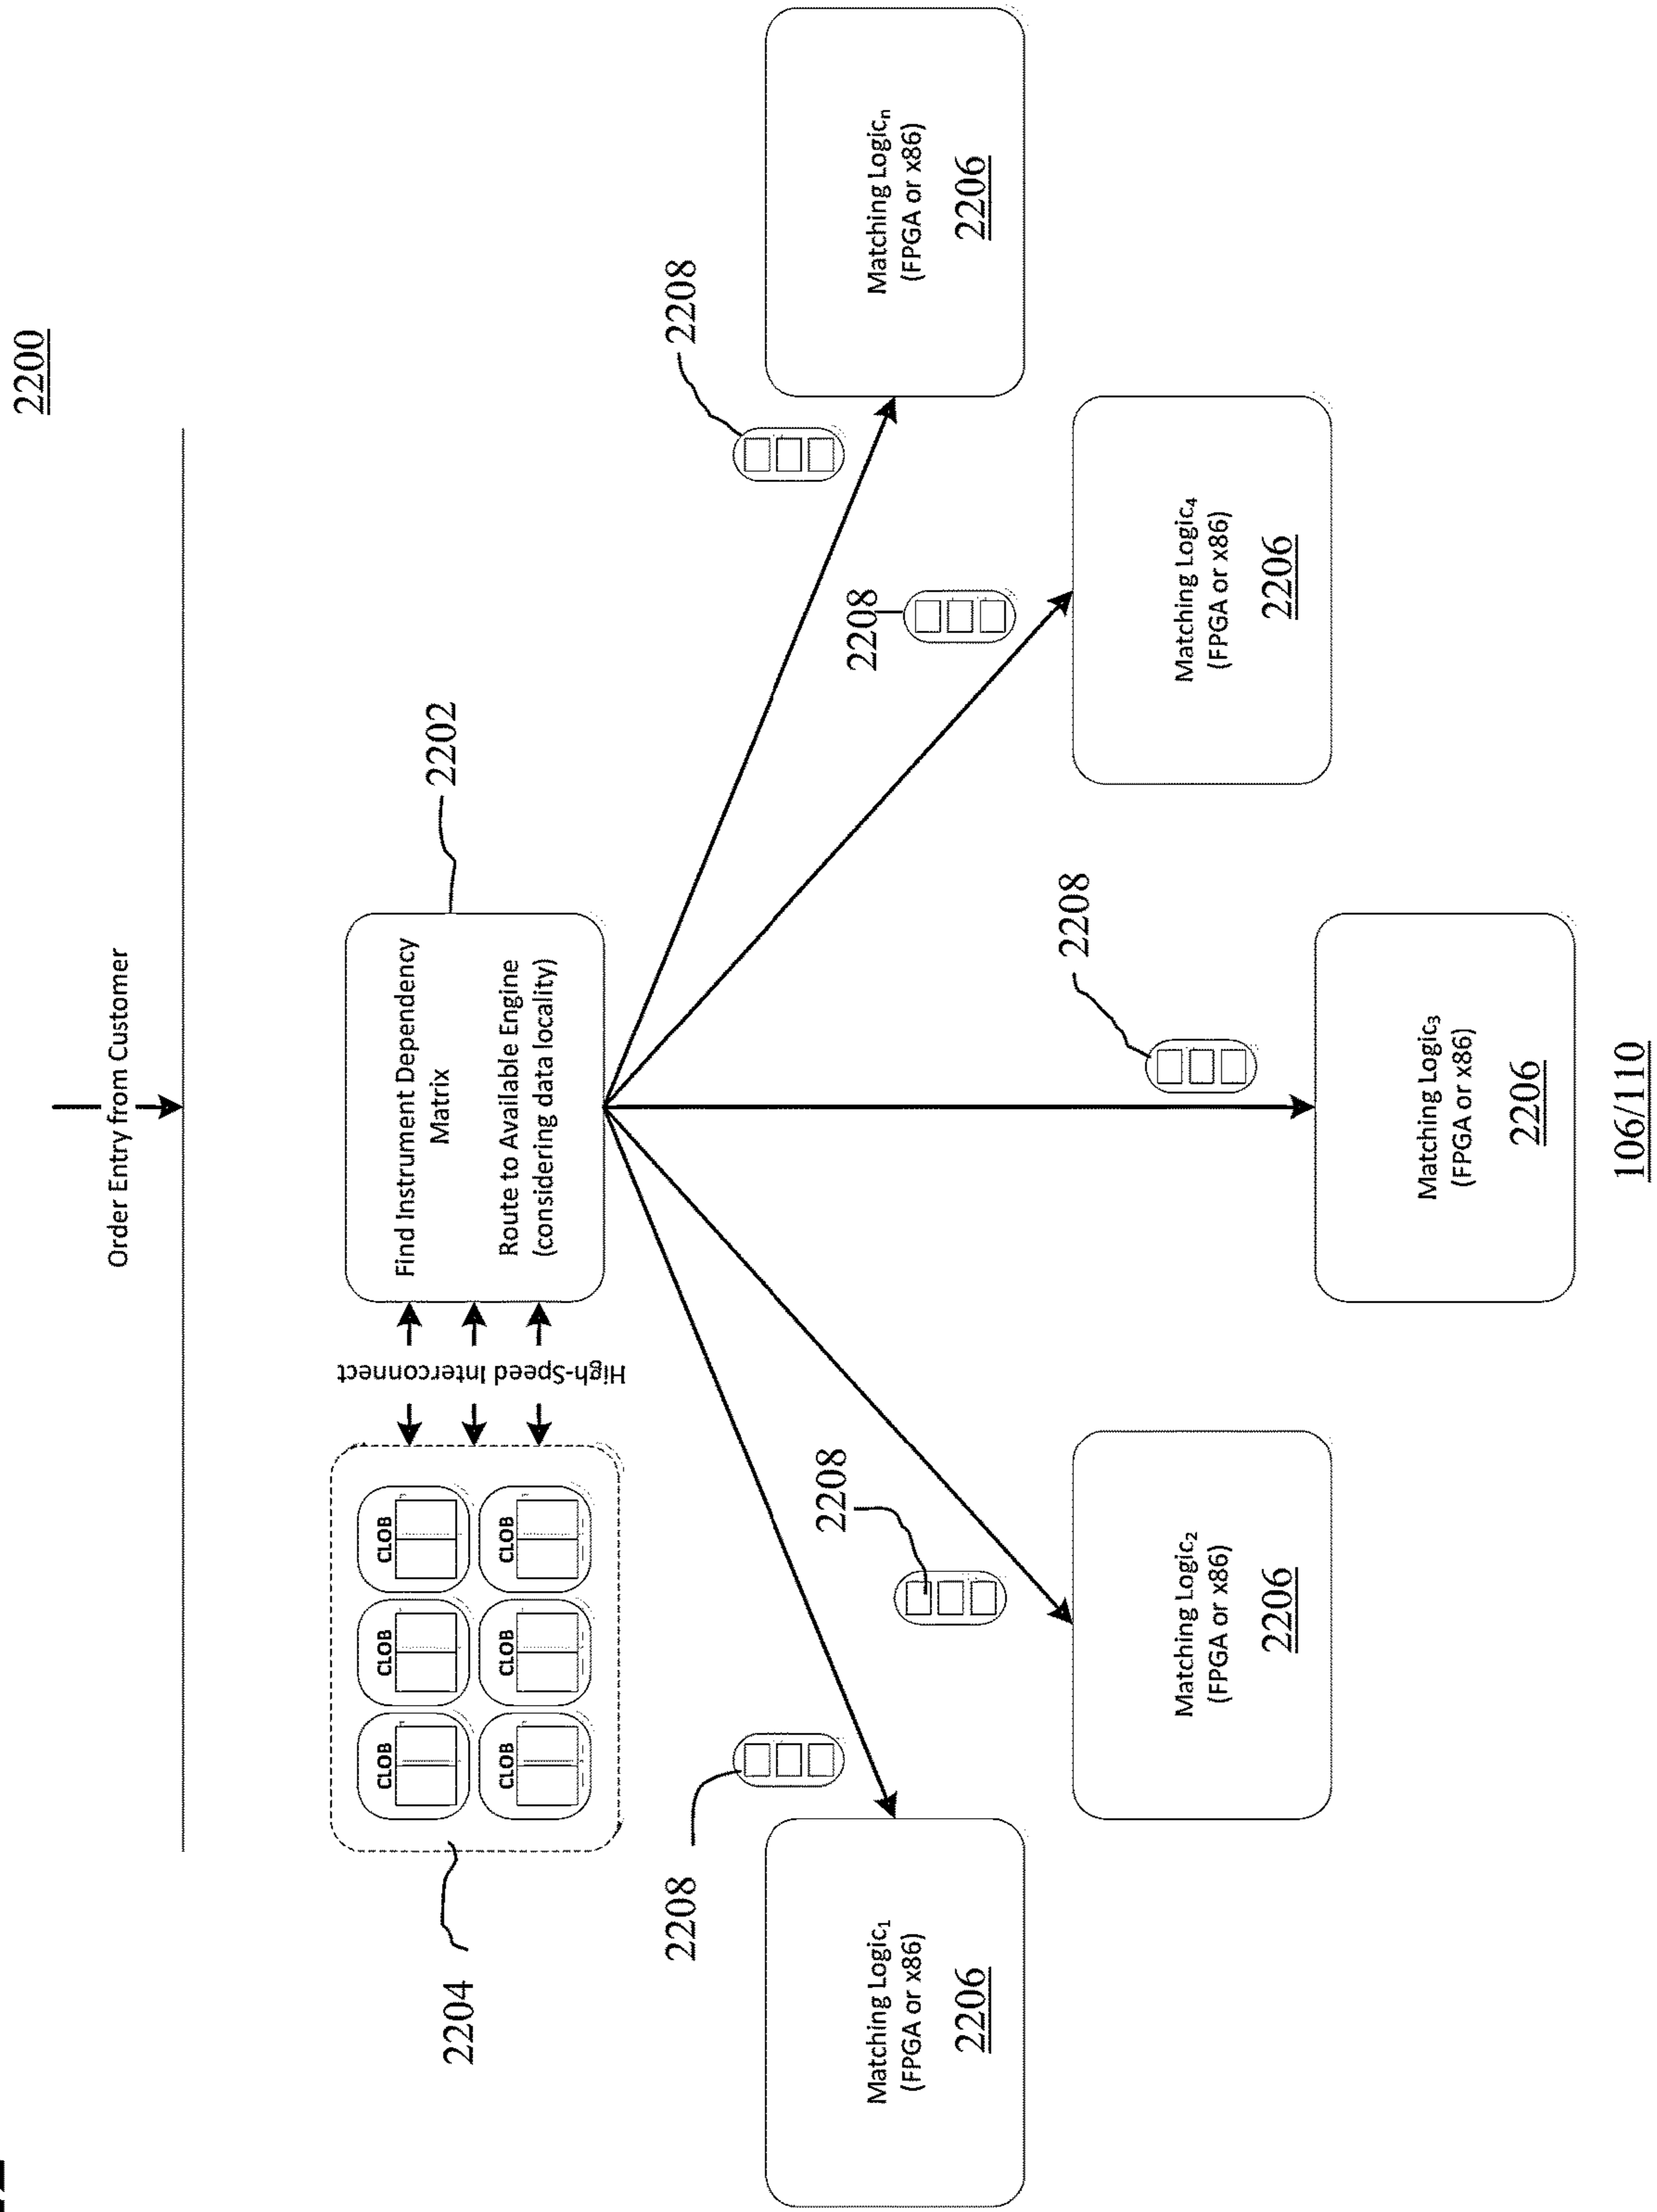 2200
Order Entry from Customer
2204
CLOB
CLOB
CLOB
CLOB
CLOB
CLOB
High-Speed Interconnect
Find Instrument Dependency
Matrix
Route to Available Engine
(considering data locality)
2202
2208
2208
2208
2208
2208
Matching Logic₁
(FPGA or x86)
2206
Matching Logic₂
(FPGA or x86)
2206
Matching Logic₃
(FPGA or x86)
2206
Matching Logic₄
(FPGA or x86)
2206
Matching Logicₙ
(FPGA or x86)
2206
106/110